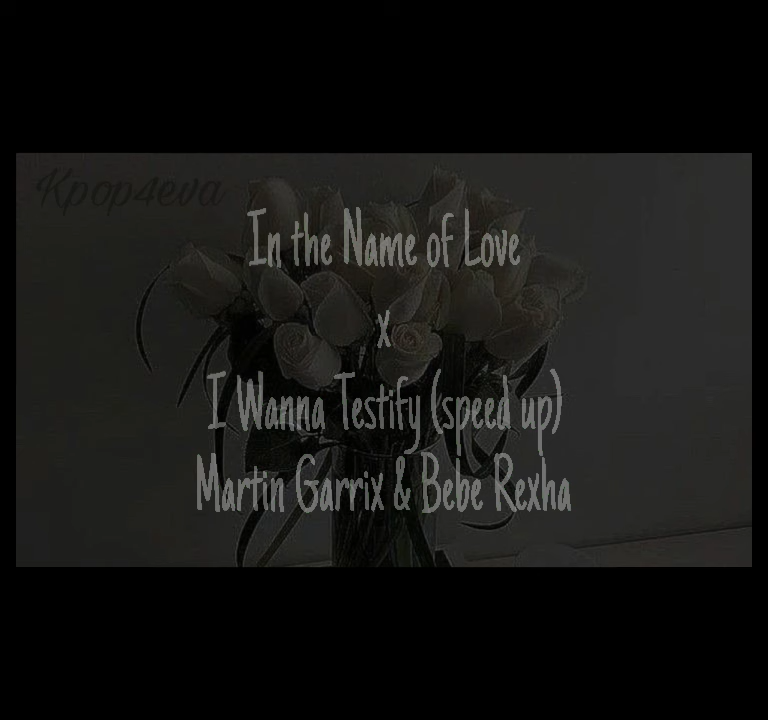 Kpop4eva
In the Name of Love
x
I Wanna Testify (speed up)
Martin Garrix & Bebe Rexha